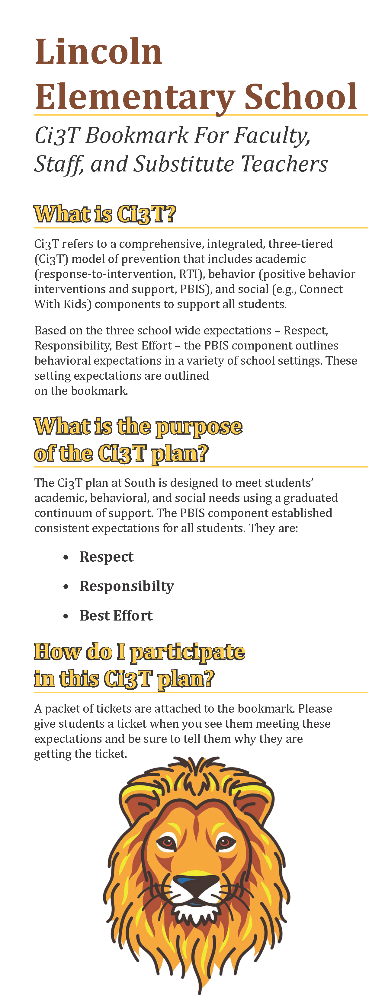 Lincoln
Elementary School
Ci3T Bookmark For Faculty,
Staff, and Substitute Teachers
What is CI3T?
Ci3T refers to a comprehensive, integrated, three-tiered
(Ci3T) model of prevention that includes academic
(response-to-intervention, RTI), behavior (positive behavior
interventions and support, PBIS), and social (e.g., Connect
With Kids) components to support all students.
Based on the three school wide expectations – Respect,
Responsibility, Best Effort – the PBIS component outlines
behavioral expectations in a variety of school settings. These
setting expectations are outlined
on the bookmark.
What is the purpose
of the CI3T plan?
The Ci3T plan at South is designed to meet students’
academic, behavioral, and social needs using a graduated
continuum of support. The PBIS component established
consistent expectations for all students. They are:
• Respect
• Responsibilty
• Best Effort
How do I participate
in this CI3T plan?
A packet of tickets are attached to the bookmark. Please
give students a ticket when you see them meeting these
expectations and be sure to tell them why they are
getting the ticket.